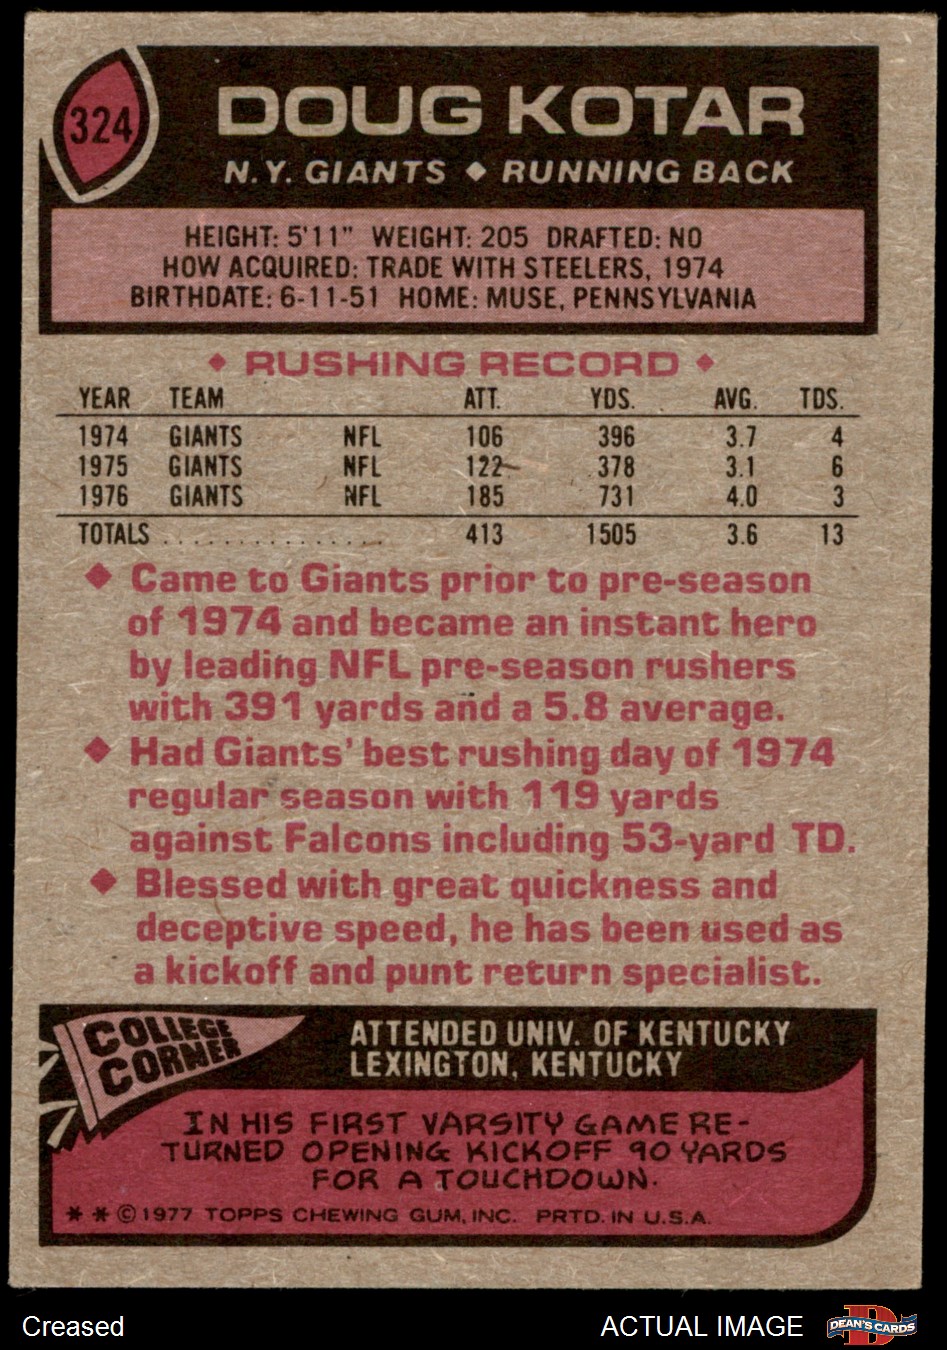 324
DOUG KOTAR
N.Y. GIANTS ◆ RUNNING BACK
HEIGHT: 5'11" WEIGHT: 205 DRAFTED: NO
HOW ACQUIRED: TRADE WITH STEELERS, 1974
BIRTHDATE: 6-11-51 HOME: MUSE, PENNSYLVANIA
◆ RUSHING RECORD ◆
YEAR TEAM ATT. YDS. AVG. TDS.
1974 GIANTS NFL 106 396 3.7 4
1975 GIANTS NFL 122 378 3.1 6
1976 GIANTS NFL 185 731 4.0 3
TOTALS . . . . . . . . . . . . . . . 413 1505 3.6 13
◆ Came to Giants prior to pre-season
of 1974 and became an instant hero
by leading NFL pre-season rushers
with 391 yards and a 5.8 average.
◆ Had Giants' best rushing day of 1974
regular season with 119 yards
against Falcons including 53-yard TD.
◆ Blessed with great quickness and
deceptive speed, he has been used as
a kickoff and punt return specialist.
COLLEGE
CORNER
ATTENDED UNIV. OF KENTUCKY
LEXINGTON, KENTUCKY
IN HIS FIRST VARSITY GAME RE-
TURNED OPENING KICKOFF 90 YARDS
FOR A TOUCHDOWN.
* * © 1977 TOPPS CHEWING GUM, INC. PRTD. IN U.S.A.
Creased
ACTUAL IMAGE
D
DEAN'S CARDS